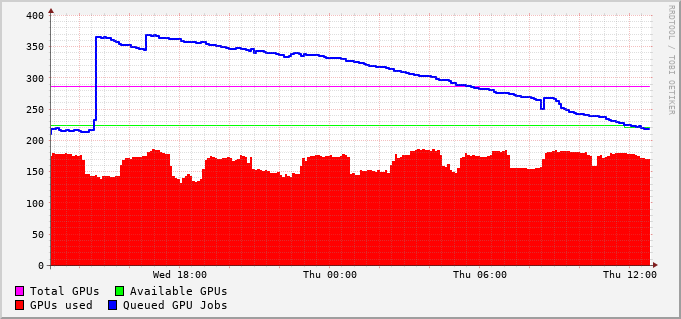 400
350
300
250
200
150
100
50
0
Wed 18:00 Thu 00:00 Thu 06:00 Thu 12:00
Total GPUs Available GPUs
GPUs used Queued GPU Jobs
RRDTOOL / TOBI OETIKER